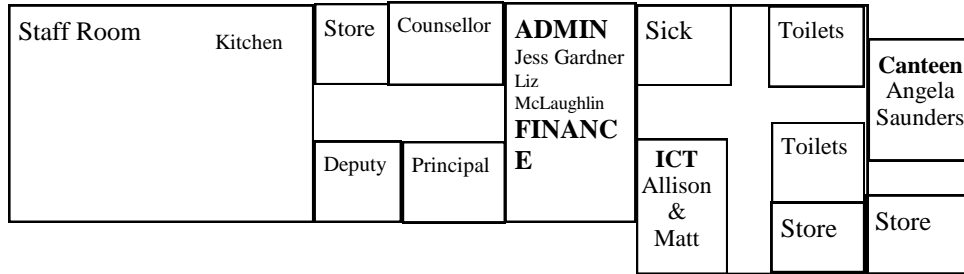 Staff Room
Kitchen
Store
Counsellor
ADMIN
Jess Gardner
Liz
McLaughlin
FINANC
E
Sick
Toilets
Canteen
Angela
Saunders
Deputy
Principal
ICT
Allison
&
Matt
Toilets
Store
Store